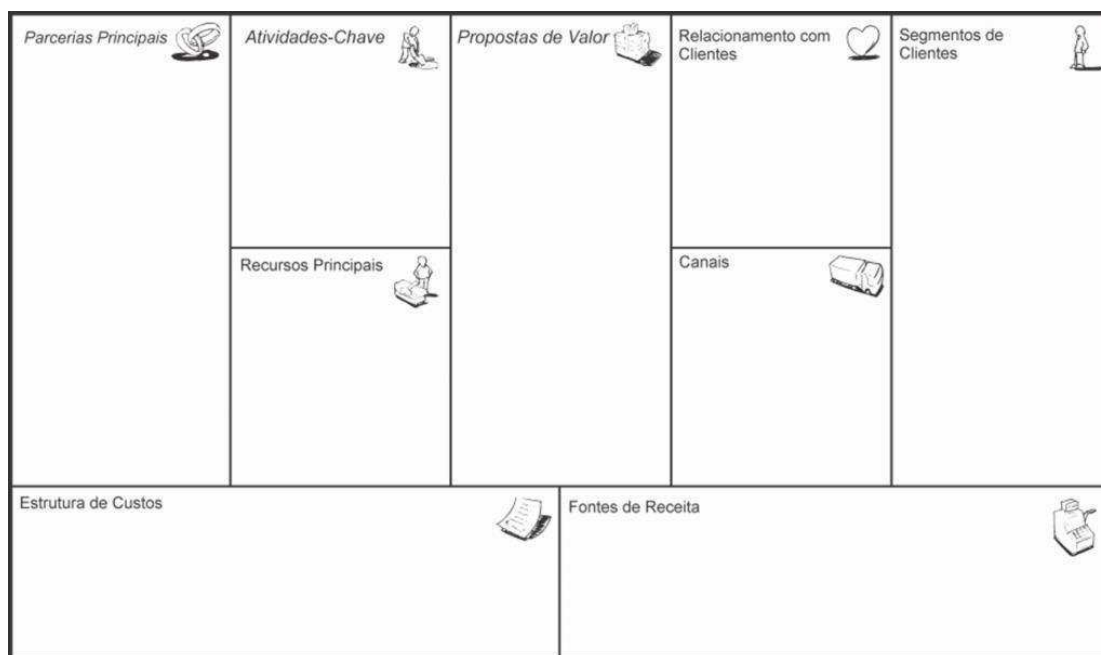 Parcerias Principais
Atividades-Chave
Propostas de Valor
Relacionamento com
Clientes
Segmentos de
Clientes
Recursos Principais
Canais
Estrutura de Custos
Fontes de Receita